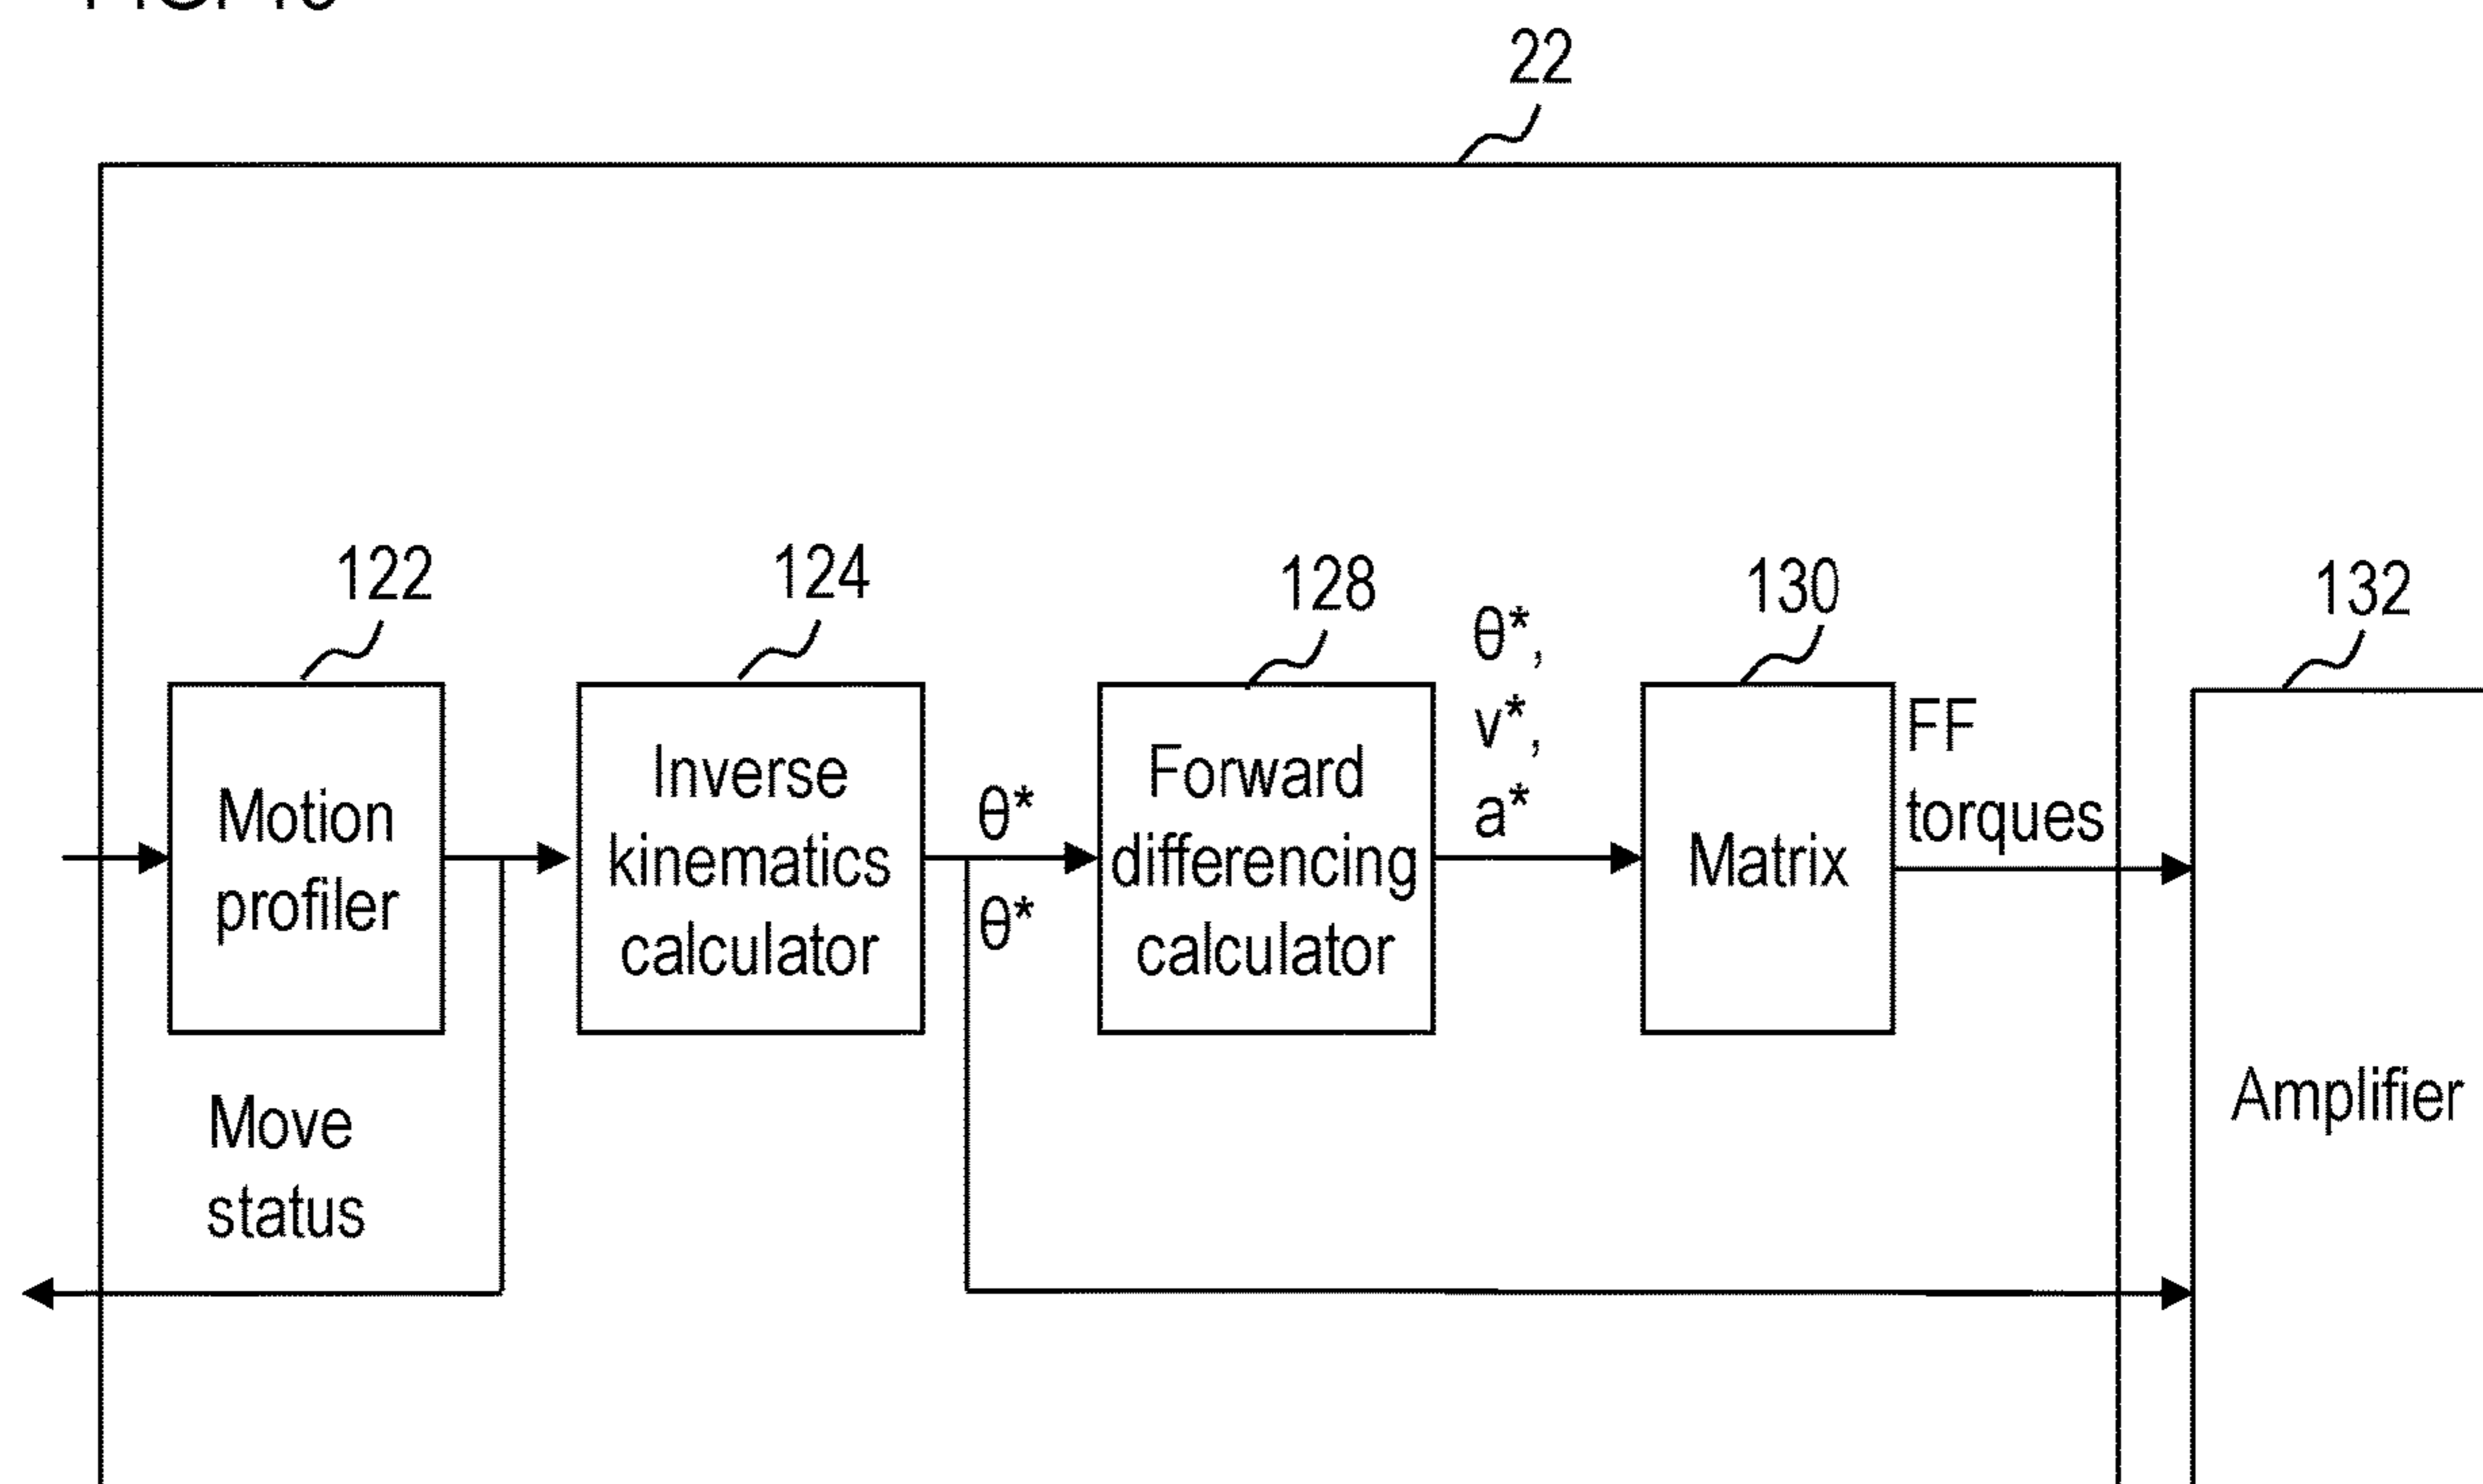 22
122
124
128
130
132
Motion
profiler
Inverse
kinematics
calculator
θ*
θ*
Forward
differencing
calculator
θ*,
v*,
a*
Matrix
FF
torques
Amplifier
Move
status